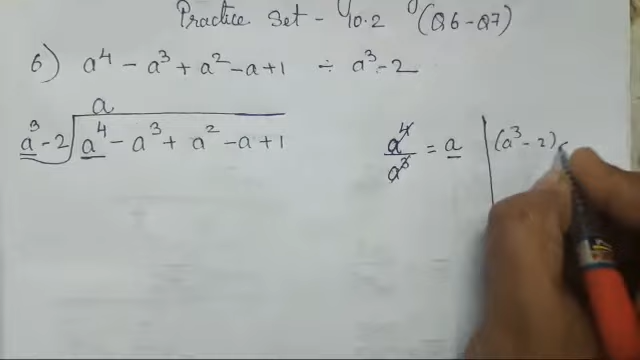 Practice Set - 40.2 (Q6-Q7)
6) a⁴ - a³ + a² - a + 1 ÷ a³ - 2
a
a³ - 2 ) a⁴ - a³ + a² - a + 1
a⁴/a³ = a
(a³ - 2)